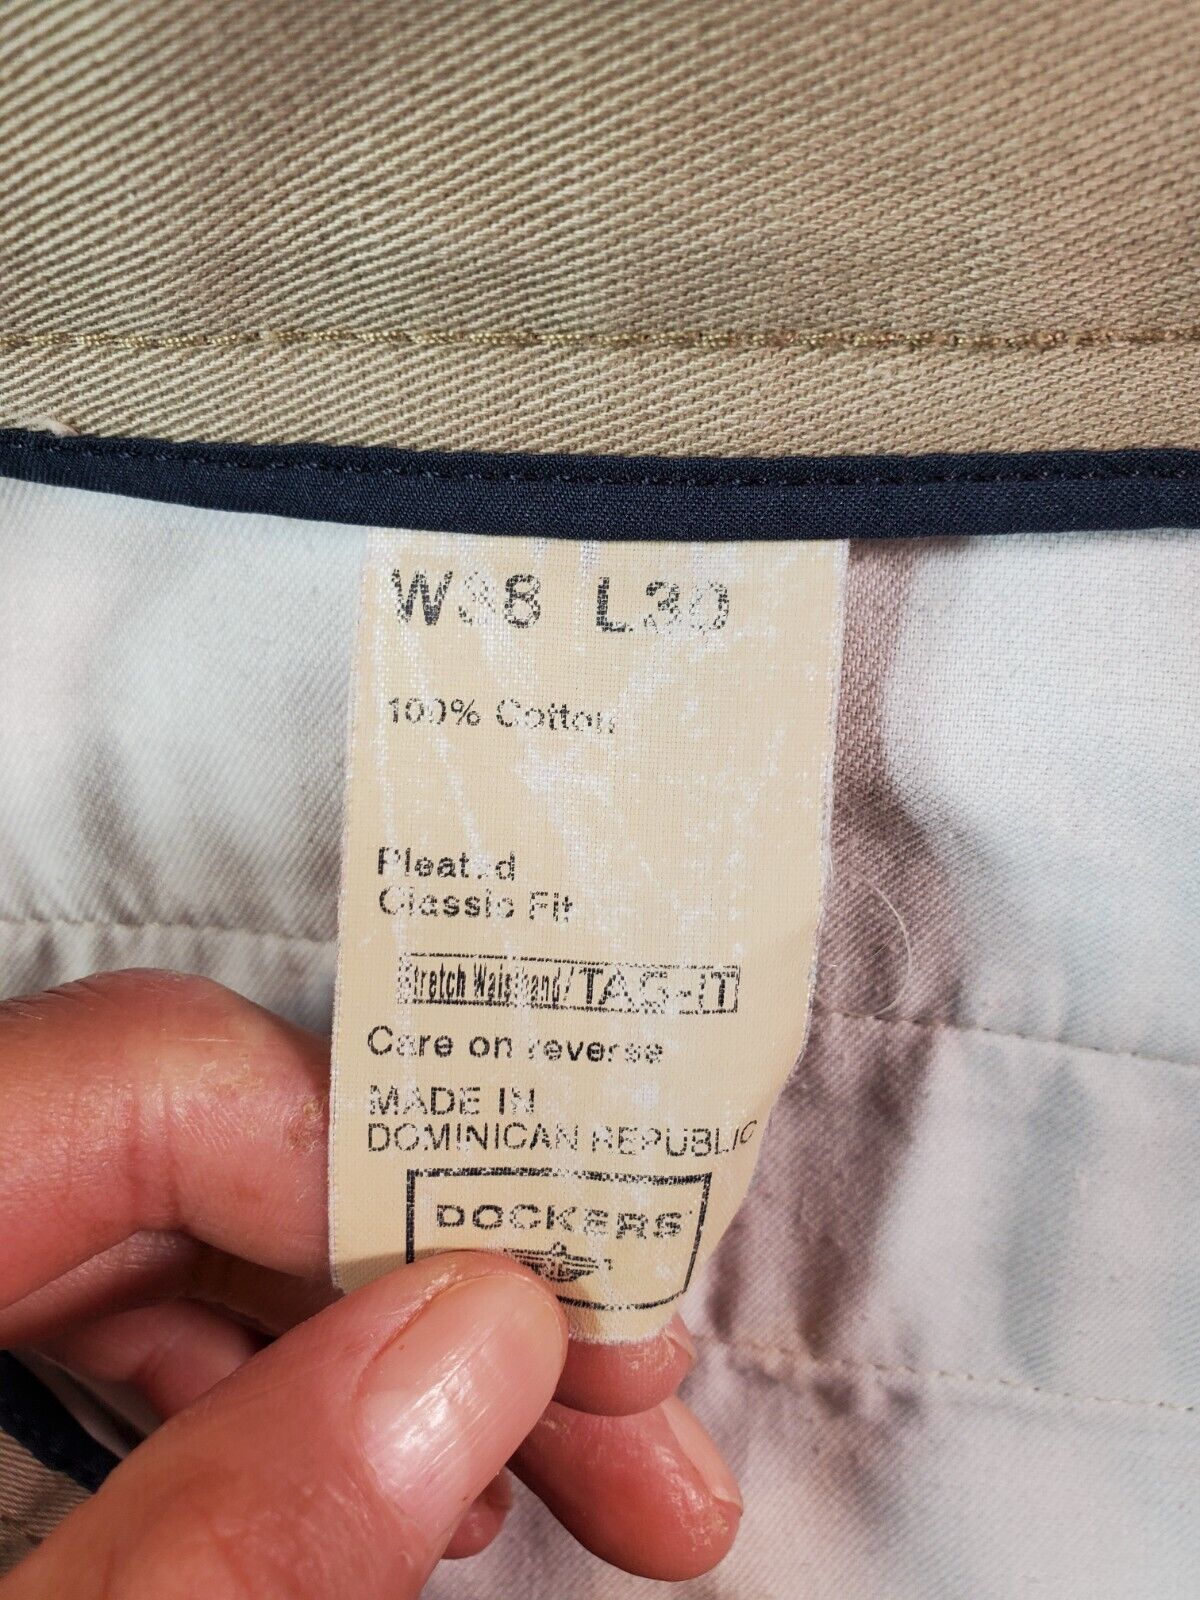 W38 L30
100% Cotton
Pleated
Classic Fit
Stretch Waistband/TAG-IT
Care on reverse
MADE IN
DOMINICAN REPUBLIC
DOCKERS